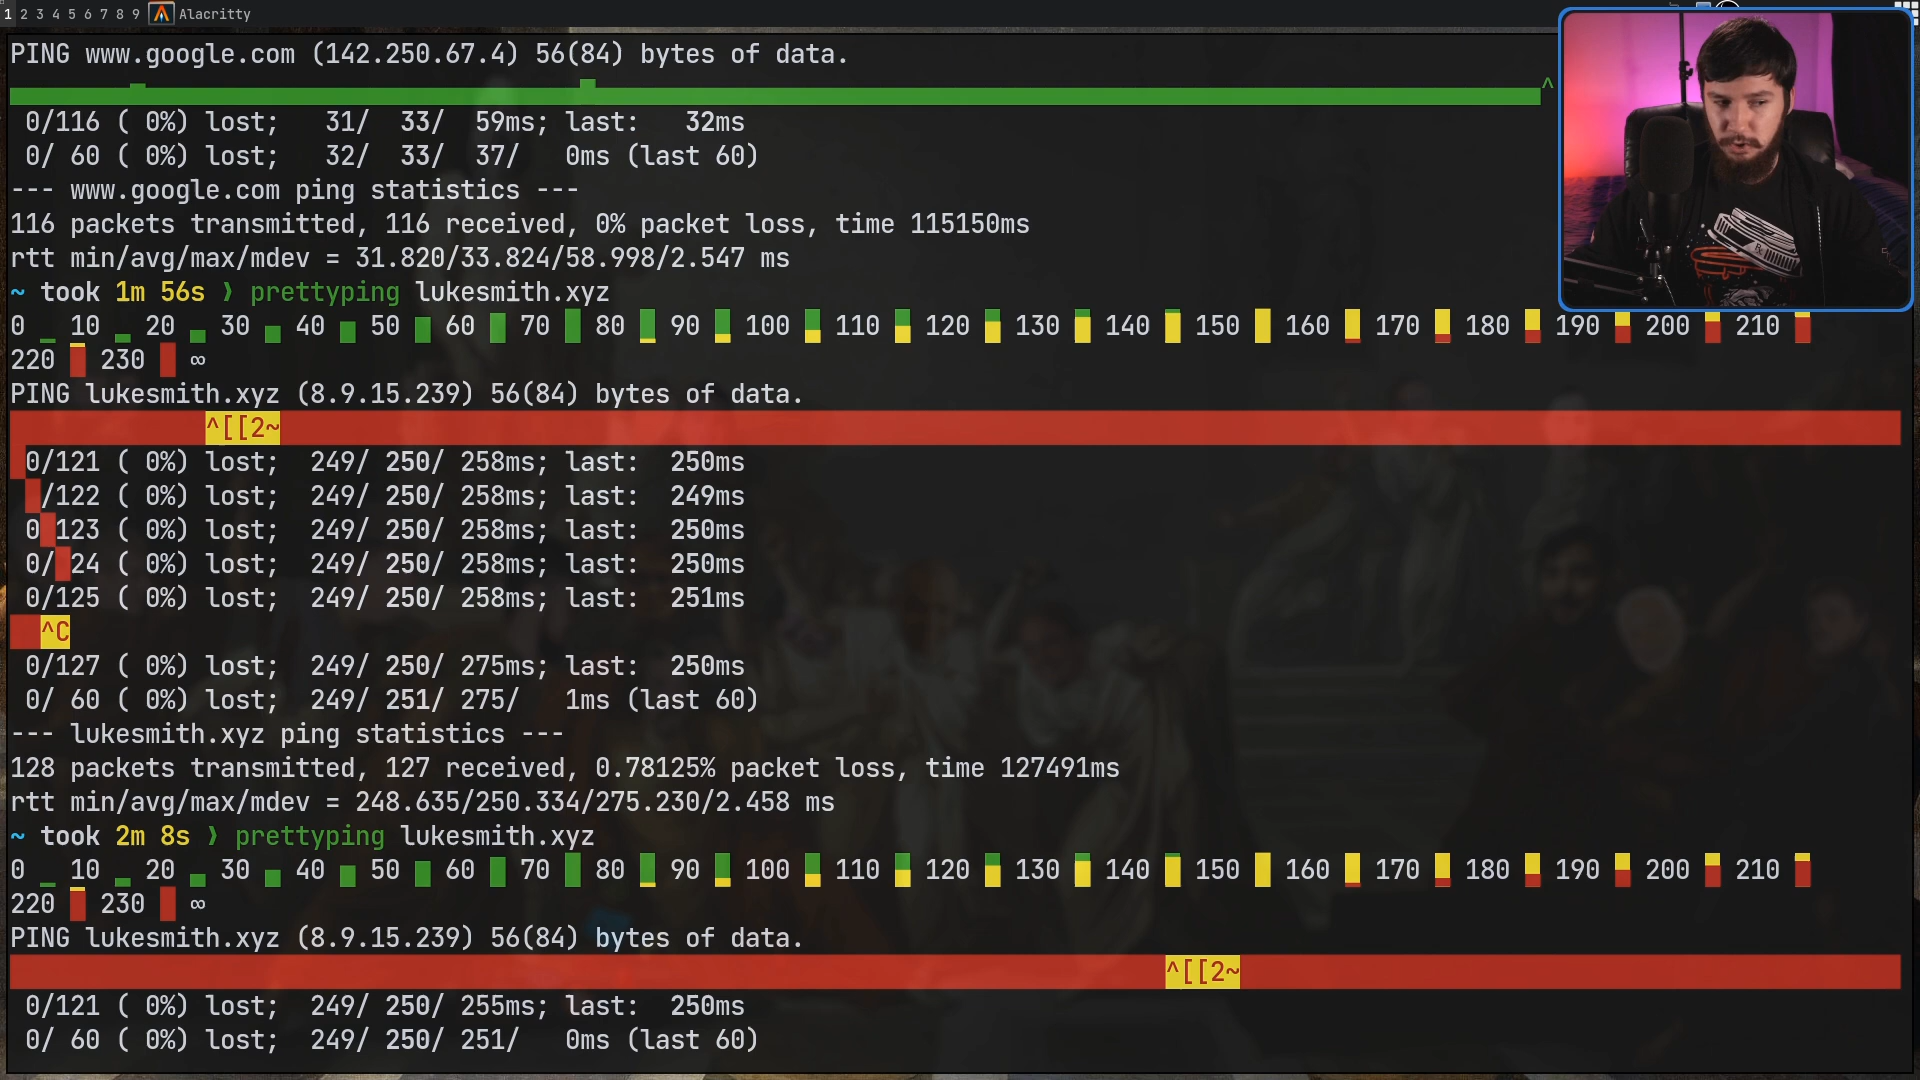 1 2 3 4 5 6 7 8 9 Alacritty
PING www.google.com (142.250.67.4) 56(84) bytes of data.
^
0/116 ( 0%) lost;   31/  33/  59ms; last:   32ms
0/ 60 ( 0%) lost;   32/  33/  37/   0ms (last 60)
--- www.google.com ping statistics ---
116 packets transmitted, 116 received, 0% packet loss, time 115150ms
rtt min/avg/max/mdev = 31.820/33.824/58.998/2.547 ms
~ took 1m 56s ❯ prettyping lukesmith.xyz
0 10 20 30 40 50 60 70 80 90 100 110 120 130 140 150 160 170 180 190 200 210
220 230 ∞
PING lukesmith.xyz (8.9.15.239) 56(84) bytes of data.
^[[2~
0/121 ( 0%) lost;  249/ 250/ 258ms; last:  250ms
/122 ( 0%) lost;  249/ 250/ 258ms; last:  249ms
0 123 ( 0%) lost;  249/ 250/ 258ms; last:  250ms
0/ 24 ( 0%) lost;  249/ 250/ 258ms; last:  250ms
0/125 ( 0%) lost;  249/ 250/ 258ms; last:  251ms
^C
0/127 ( 0%) lost;  249/ 250/ 275ms; last:  250ms
0/ 60 ( 0%) lost;  249/ 251/ 275/   1ms (last 60)
--- lukesmith.xyz ping statistics ---
128 packets transmitted, 127 received, 0.78125% packet loss, time 127491ms
rtt min/avg/max/mdev = 248.635/250.334/275.230/2.458 ms
~ took 2m 8s ❯ prettyping lukesmith.xyz
0 10 20 30 40 50 60 70 80 90 100 110 120 130 140 150 160 170 180 190 200 210
220 230 ∞
PING lukesmith.xyz (8.9.15.239) 56(84) bytes of data.
^[[2~
0/121 ( 0%) lost;  249/ 250/ 255ms; last:  250ms
0/ 60 ( 0%) lost;  249/ 250/ 251/   0ms (last 60)